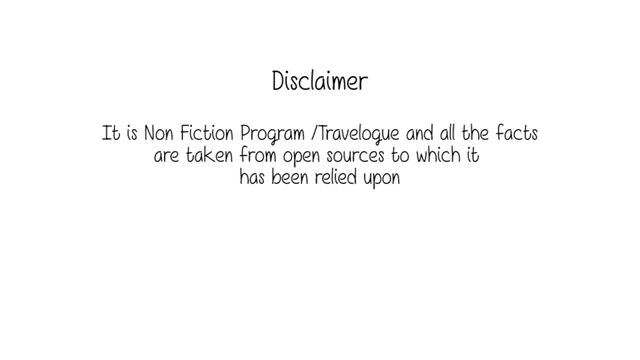 Disclaimer
It is Non Fiction Program /Travelogue and all the facts
are taken from open sources to which it
has been relied upon